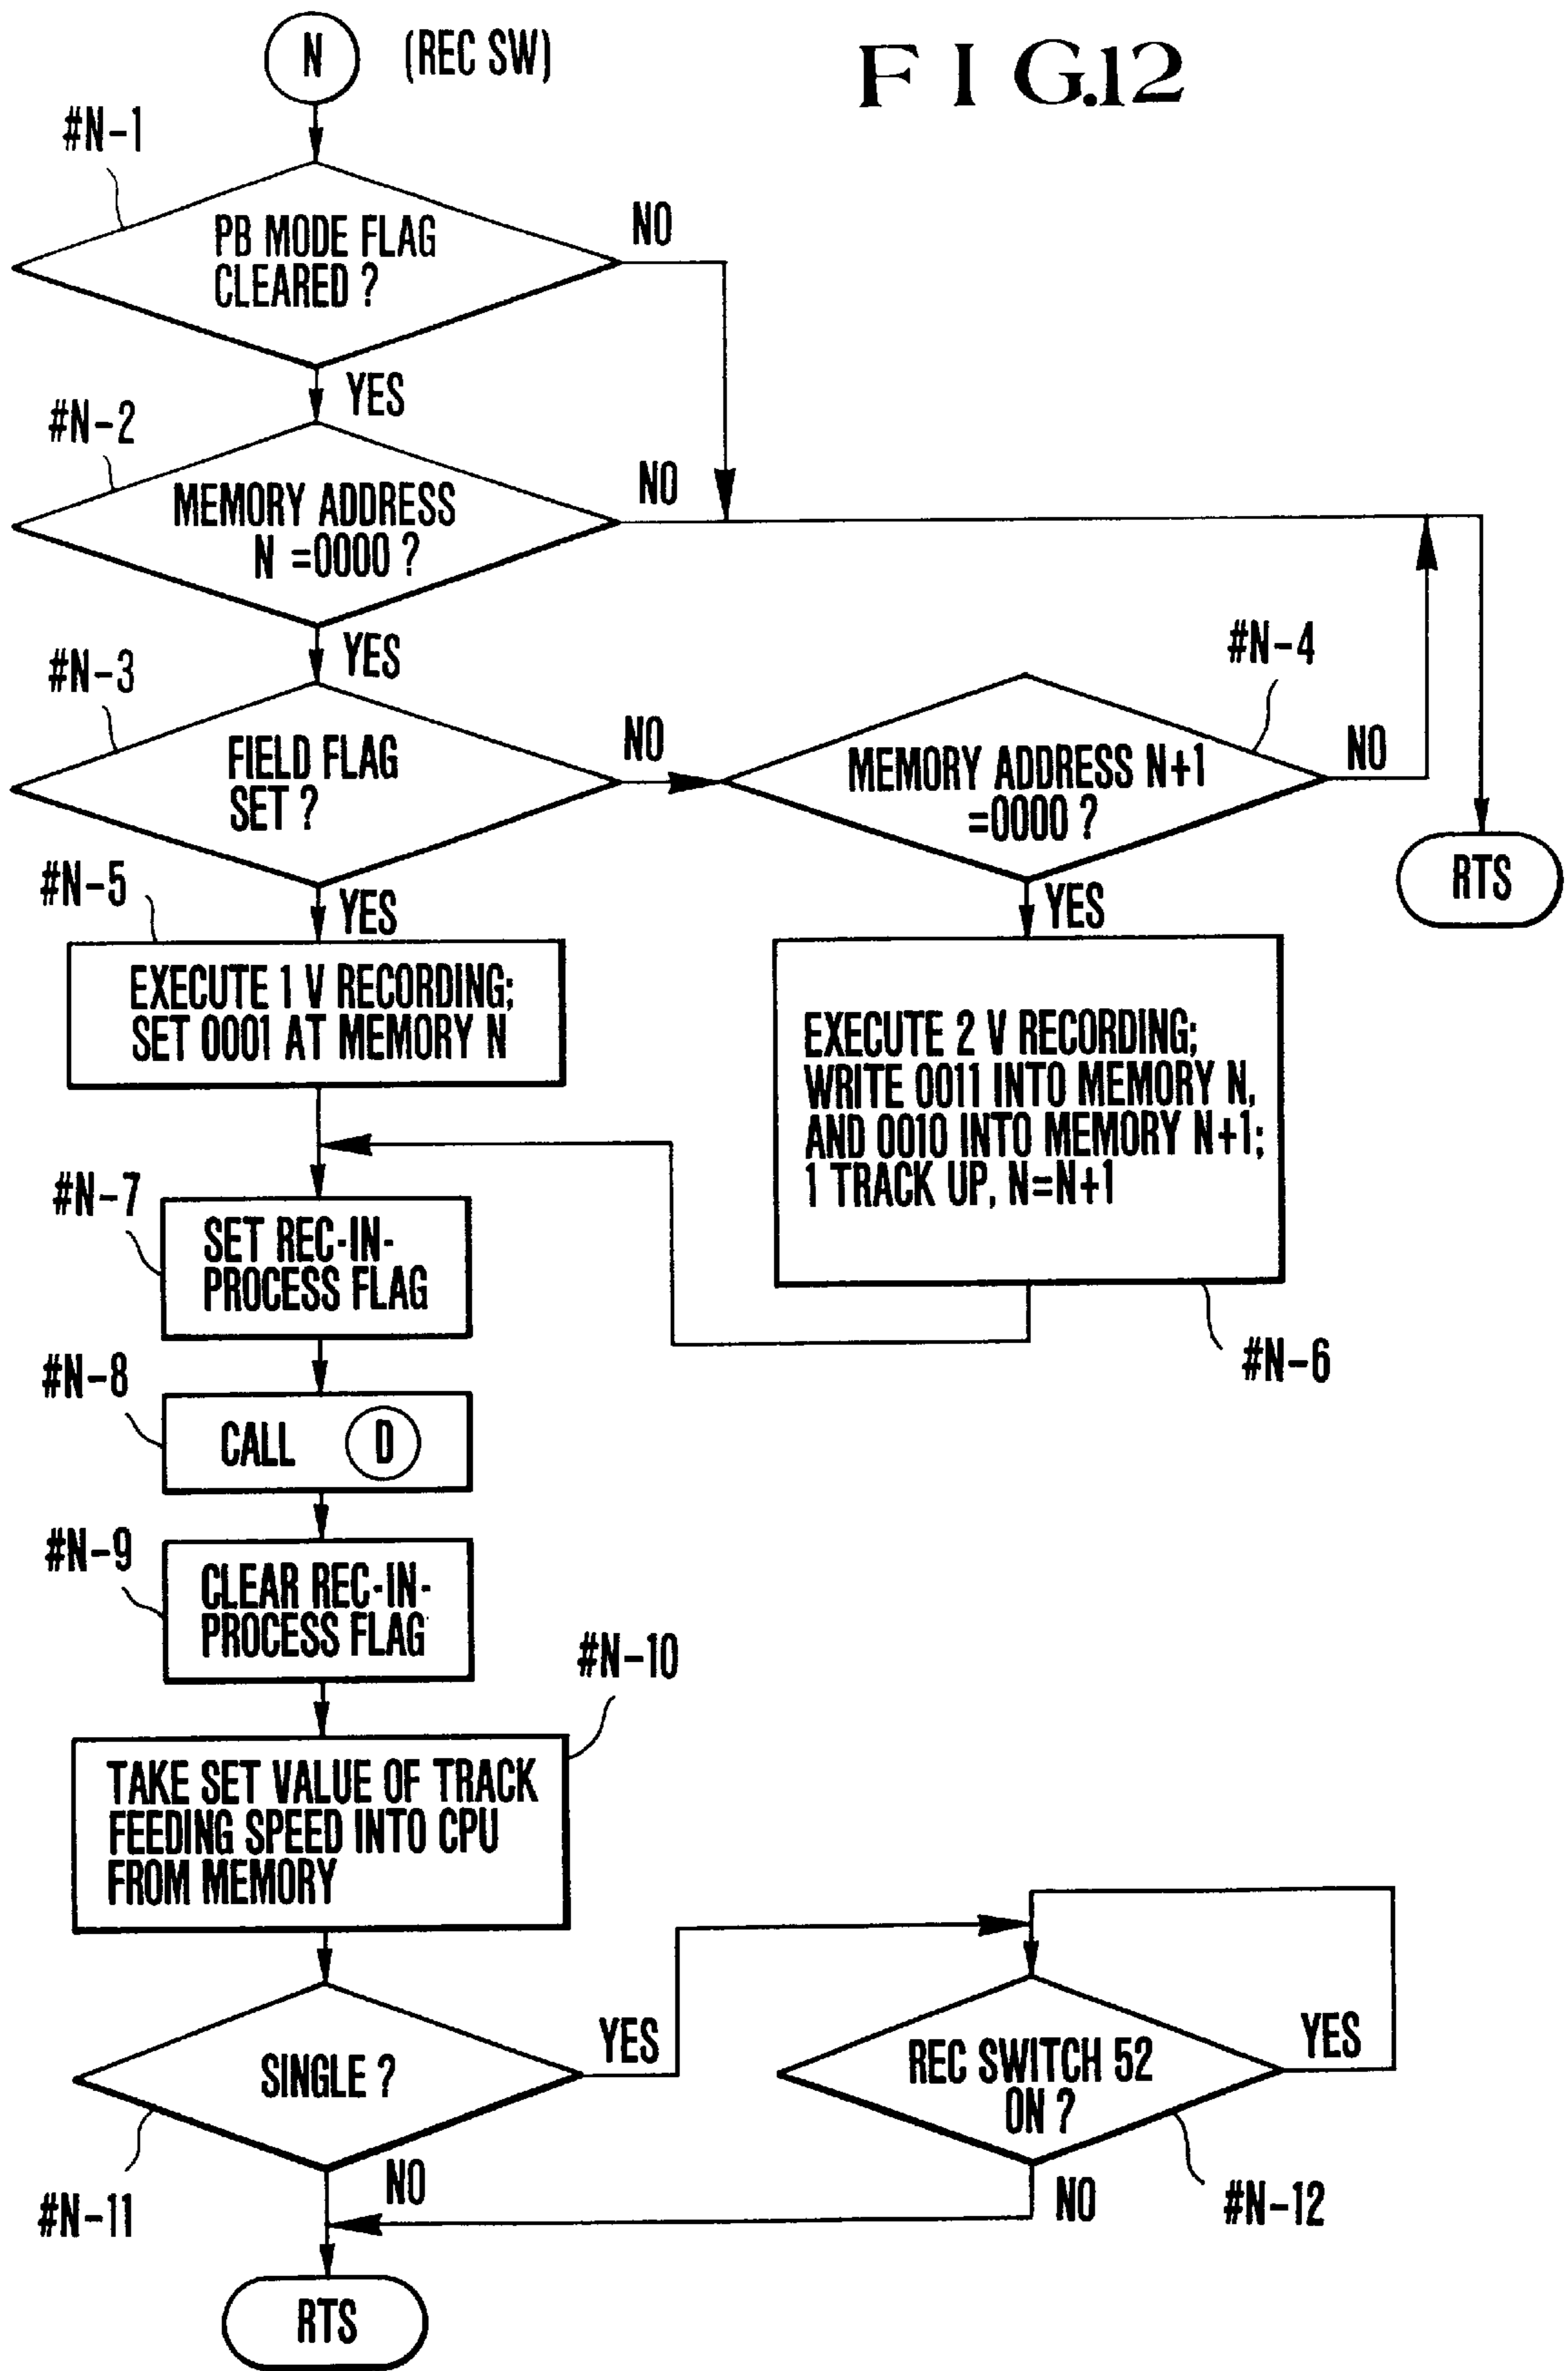 N (REC SW)
FIG.12
#N-1
PB MODE FLAG
CLEARED ?
NO
YES
#N-2
MEMORY ADDRESS
N =0000 ?
NO
YES
#N-3
FIELD FLAG
SET ?
NO
#N-4
MEMORY ADDRESS N+1
=0000 ?
NO
RTS
YES
YES
#N-5
EXECUTE 1 V RECORDING;
SET 0001 AT MEMORY N
EXECUTE 2 V RECORDING;
WRITE 0011 INTO MEMORY N,
AND 0010 INTO MEMORY N+1;
1 TRACK UP, N=N+1
#N-6
#N-7
SET REC-IN-
PROCESS FLAG
#N-8
CALL D
#N-9
CLEAR REC-IN-
PROCESS FLAG
#N-10
TAKE SET VALUE OF TRACK
FEEDING SPEED INTO CPU
FROM MEMORY
SINGLE ?
YES
#N-11
NO
REC SWITCH 52
ON ?
YES
NO
#N-12
RTS